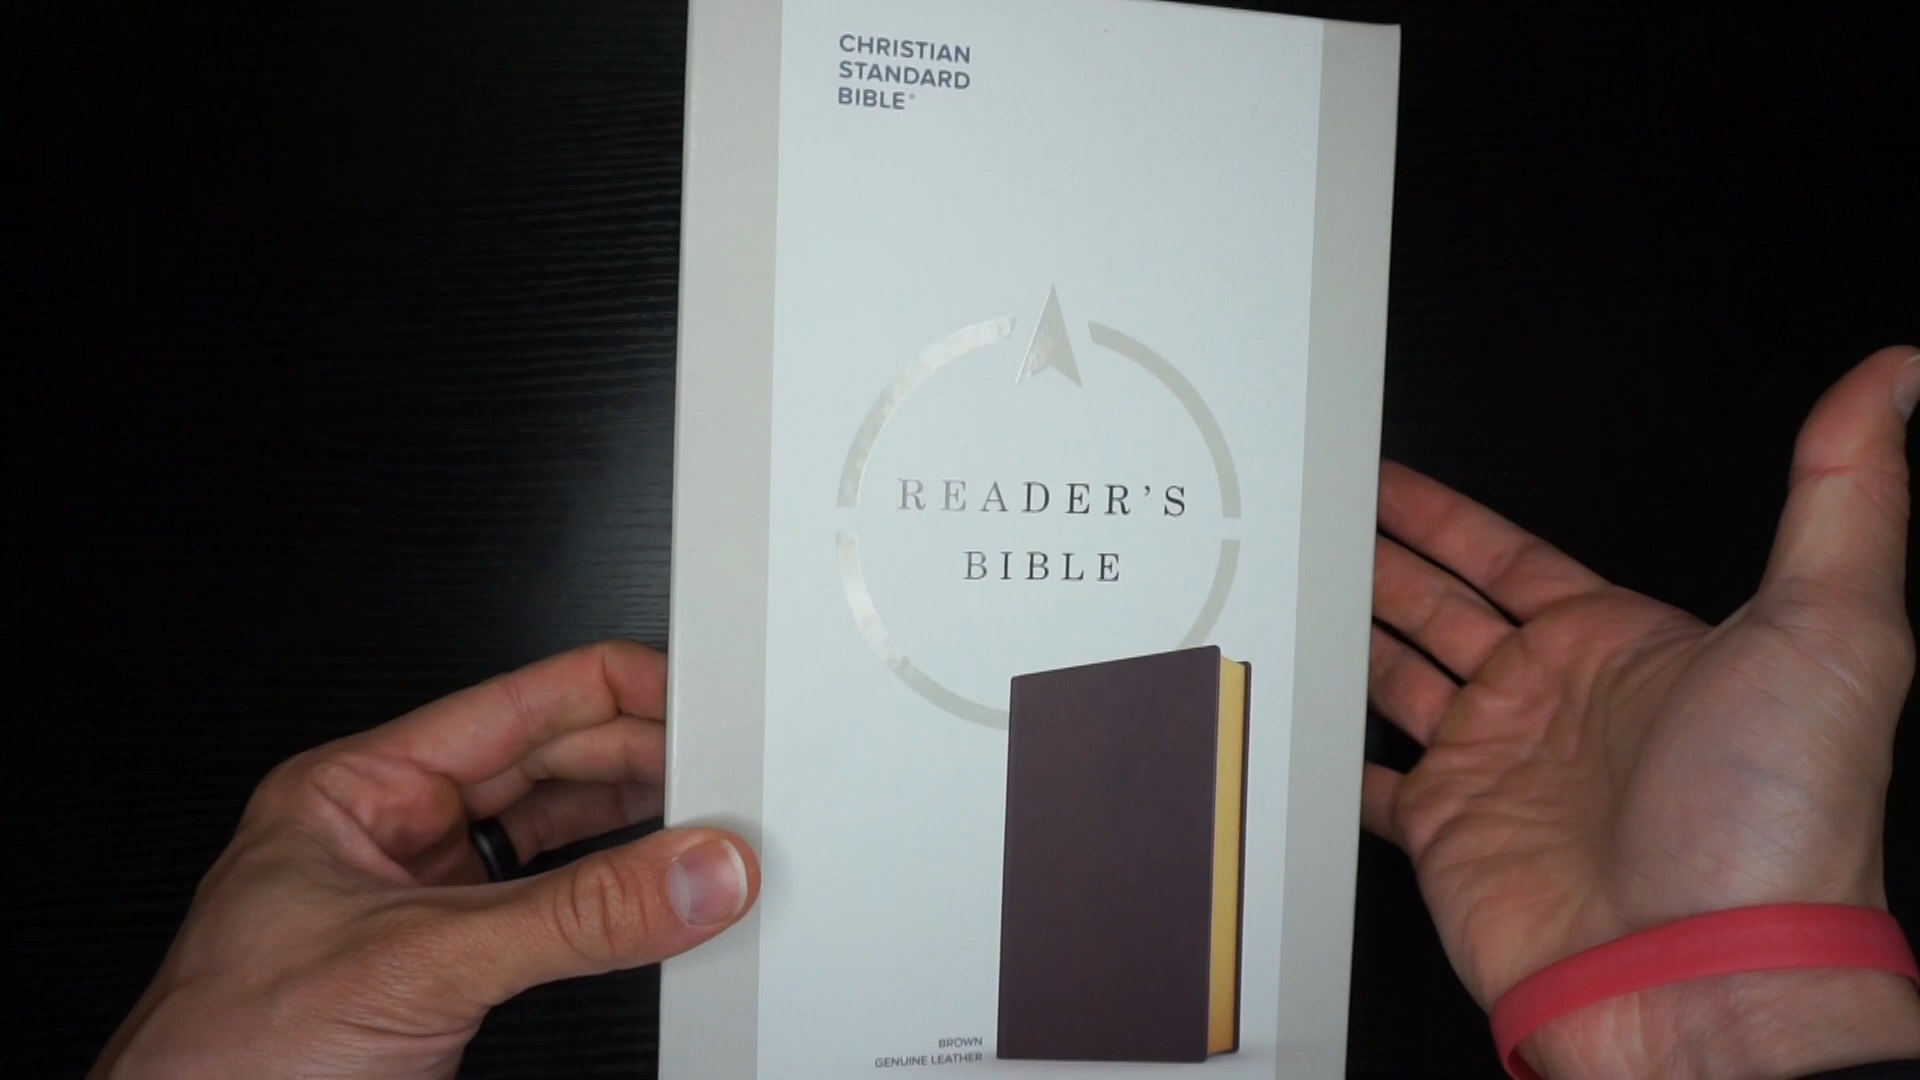 CHRISTIAN
STANDARD
BIBLE®
READER’S
BIBLE
BROWN
GENUINE LEATHER